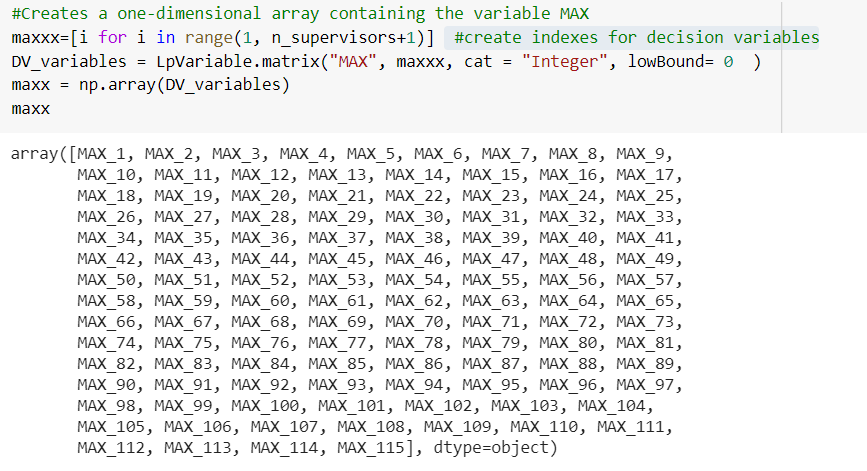 #Creates a one-dimensional array containing the variable MAX
maxxx=[i for i in range(1, n_supervisors+1)] #create indexes for decision variables
DV_variables = LpVariable.matrix("MAX", maxxx, cat = "Integer", lowBound= 0  )
maxx = np.array(DV_variables)
maxx
array([MAX_1, MAX_2, MAX_3, MAX_4, MAX_5, MAX_6, MAX_7, MAX_8, MAX_9,
MAX_10, MAX_11, MAX_12, MAX_13, MAX_14, MAX_15, MAX_16, MAX_17,
MAX_18, MAX_19, MAX_20, MAX_21, MAX_22, MAX_23, MAX_24, MAX_25,
MAX_26, MAX_27, MAX_28, MAX_29, MAX_30, MAX_31, MAX_32, MAX_33,
MAX_34, MAX_35, MAX_36, MAX_37, MAX_38, MAX_39, MAX_40, MAX_41,
MAX_42, MAX_43, MAX_44, MAX_45, MAX_46, MAX_47, MAX_48, MAX_49,
MAX_50, MAX_51, MAX_52, MAX_53, MAX_54, MAX_55, MAX_56, MAX_57,
MAX_58, MAX_59, MAX_60, MAX_61, MAX_62, MAX_63, MAX_64, MAX_65,
MAX_66, MAX_67, MAX_68, MAX_69, MAX_70, MAX_71, MAX_72, MAX_73,
MAX_74, MAX_75, MAX_76, MAX_77, MAX_78, MAX_79, MAX_80, MAX_81,
MAX_82, MAX_83, MAX_84, MAX_85, MAX_86, MAX_87, MAX_88, MAX_89,
MAX_90, MAX_91, MAX_92, MAX_93, MAX_94, MAX_95, MAX_96, MAX_97,
MAX_98, MAX_99, MAX_100, MAX_101, MAX_102, MAX_103, MAX_104,
MAX_105, MAX_106, MAX_107, MAX_108, MAX_109, MAX_110, MAX_111,
MAX_112, MAX_113, MAX_114, MAX_115], dtype=object)